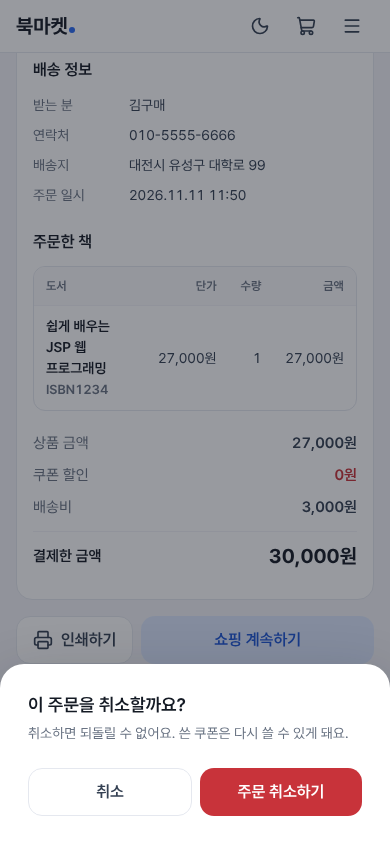 북마켓.
배송 정보
받는 분 김구매
연락처 010-5555-6666
배송지 대전시 유성구 대학로 99
주문 일시 2026.11.11 11:50
주문한 책
도서 단가 수량 금액
쉽게 배우는
JSP 웹
프로그래밍
ISBN1234
27,000원 1 27,000원
상품 금액 27,000원
쿠폰 할인 0원
배송비 3,000원
결제한 금액 30,000원
인쇄하기 쇼핑 계속하기
이 주문을 취소할까요?
취소하면 되돌릴 수 없어요. 쓴 쿠폰은 다시 쓸 수 있게 돼요.
취소 주문 취소하기